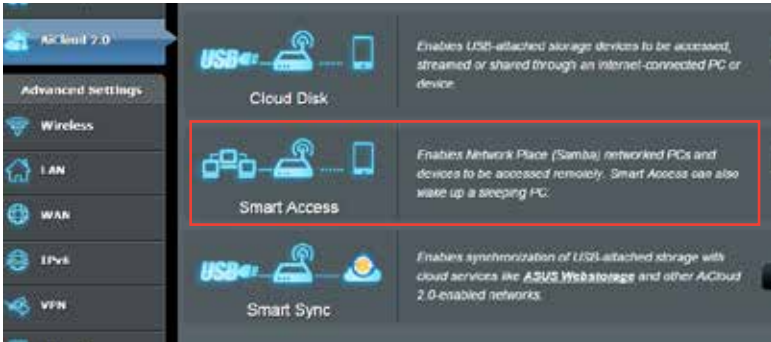 AiCloud 2.0
Advanced Settings
Wireless
LAN
WAN
IPv6
VPN
USB
Enables USB-attached storage devices to be accessed,
streamed or shared through an internet-connected PC or
device.
Cloud Disk
Enables Network Place (Samba) networked PCs and
devices to be accessed remotely. Smart Access can also
wake up a sleeping PC.
Smart Access
USB
Enables synchronization of USB-attached storage with
cloud services like ASUS Webstorage and other AiCloud
2.0-enabled networks.
Smart Sync